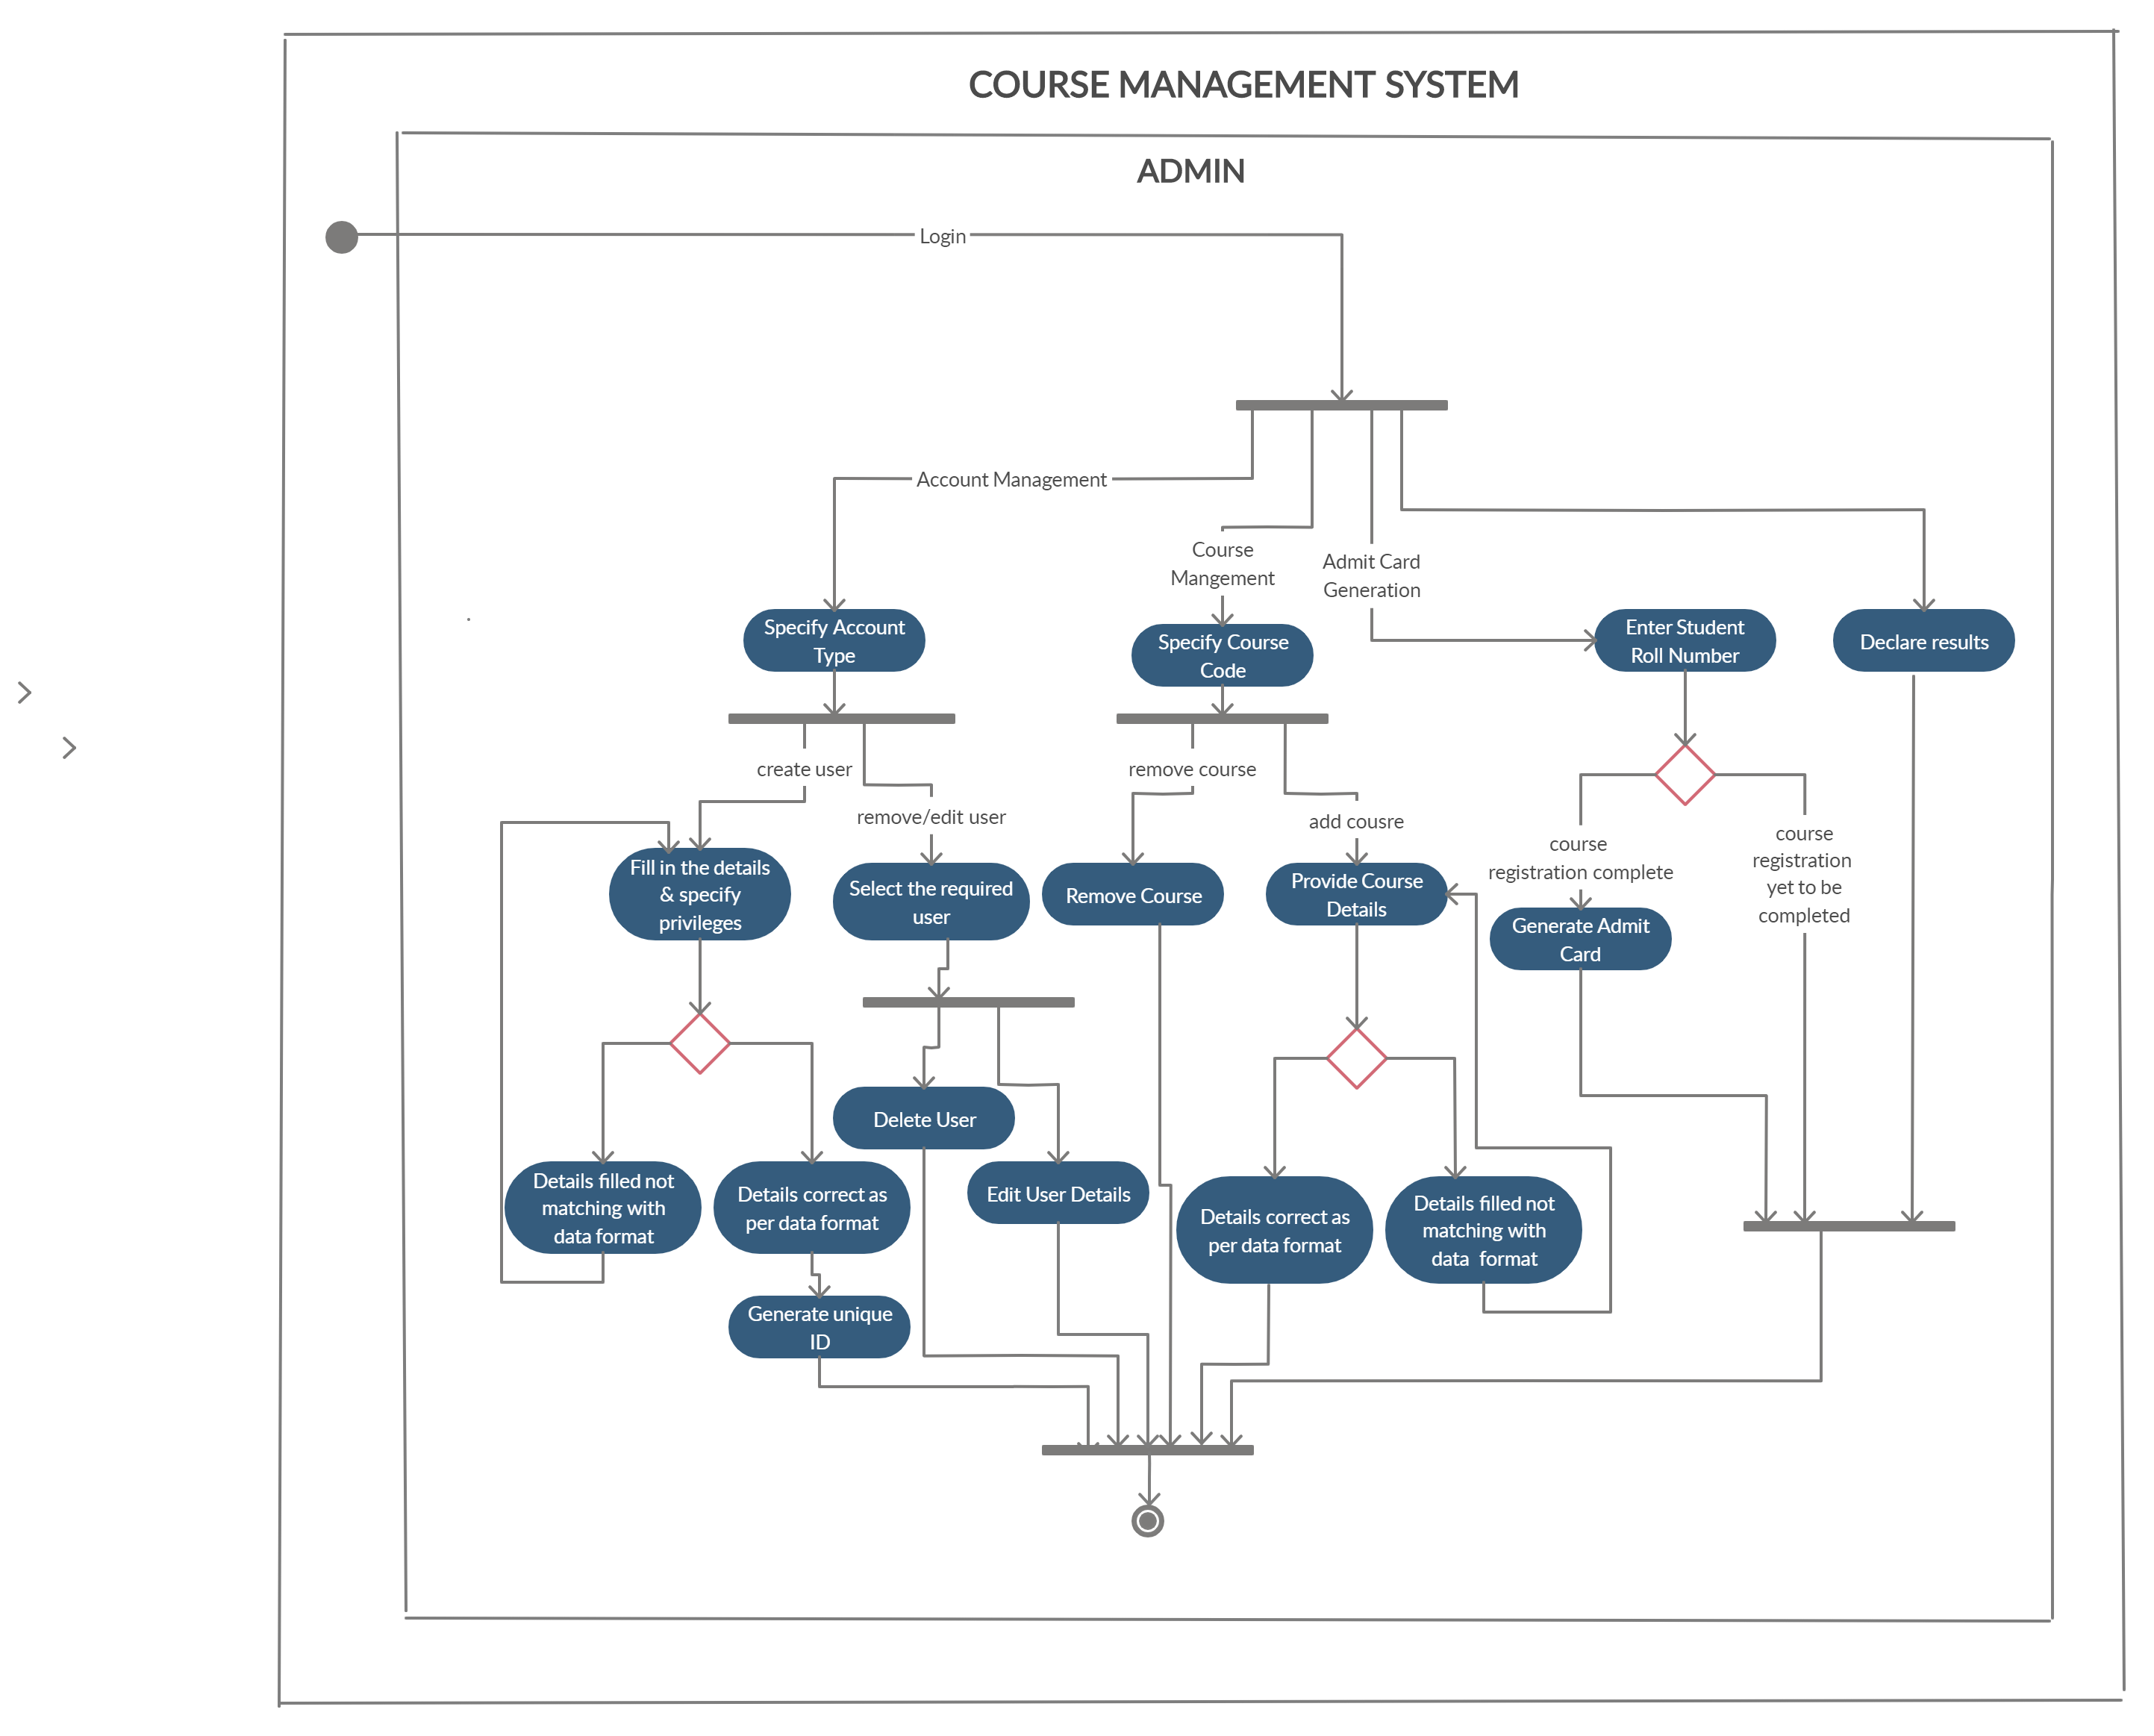 COURSE MANAGEMENT SYSTEM
ADMIN
Login
Account Management
Course
Mangement
Admit Card
Generation
Specify Account
Type
Specify Course
Code
Enter Student
Roll Number
Declare results
create user
remove/edit user
remove course
add cousre
course
registration complete
course
registration
yet to be
completed
Fill in the details
& specify
privileges
Select the required
user
Remove Course
Provide Course
Details
Generate Admit
Card
Delete User
Edit User Details
Details filled not
matching with
data format
Details correct as
per data format
Details correct as
per data format
Details filled not
matching with
data  format
Generate unique
ID